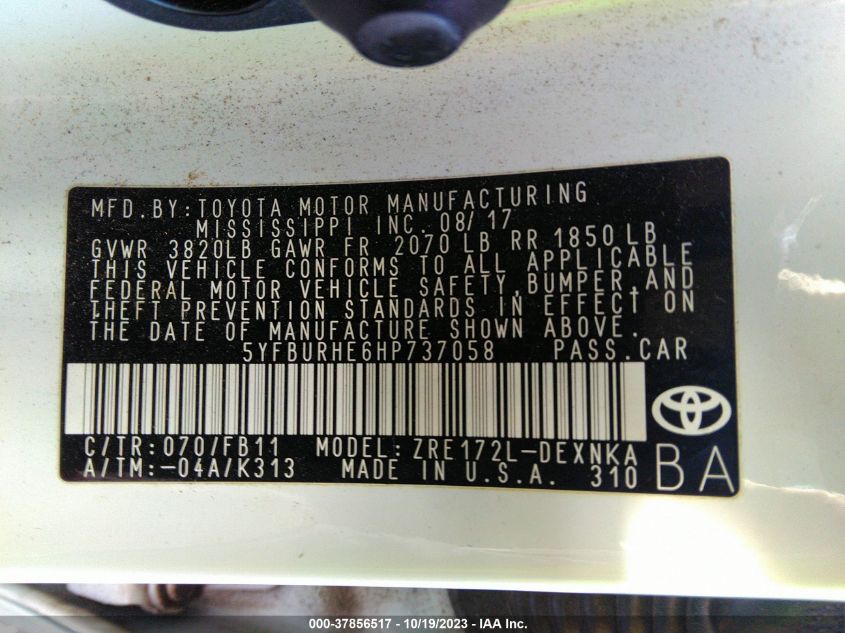 MFD.BY:TOYOTA MOTOR MANUFACTURING
MISSISSIPPI INC. 08/17
GVWR 3820LB GAWR FR 2070 LB RR 1850 LB
THIS VEHICLE CONFORMS TO ALL APPLICABLE
FEDERAL MOTOR VEHICLE SAFETY,BUMPER,AND
THEFT PREVENTION STANDARDS IN EFFECT ON
THE DATE OF MANUFACTURE SHOWN ABOVE.
5YFBURHE6HP737058 PASS.CAR
C/TR:070/FB11 MODEL:ZRE172L-DEXNKA
A/TM:-04A/K313 MADE IN U.S.A. 310
BA
000-37856517 - 10/19/2023 - IAA Inc.